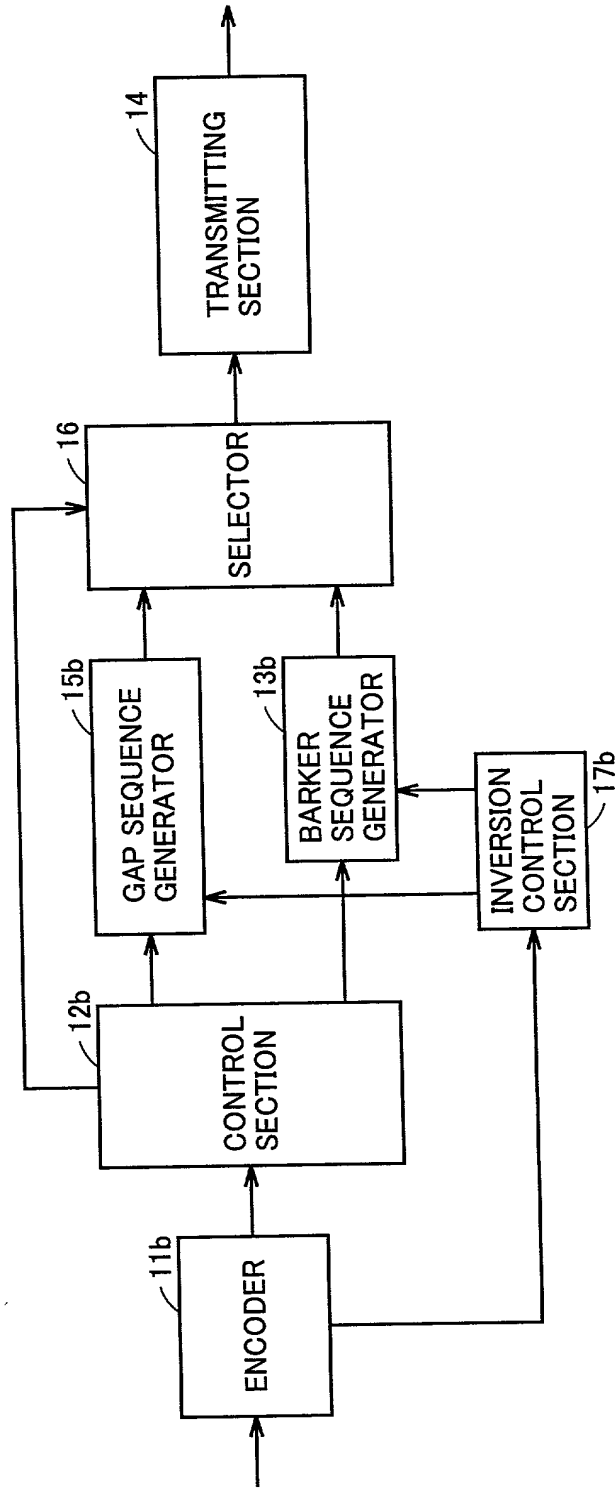 11b
ENCODER
12b
CONTROL
SECTION
15b
GAP SEQUENCE
GENERATOR
13b
BARKER
SEQUENCE
GENERATOR
INVERSION
CONTROL
SECTION
17b
16
SELECTOR
14
TRANSMITTING
SECTION